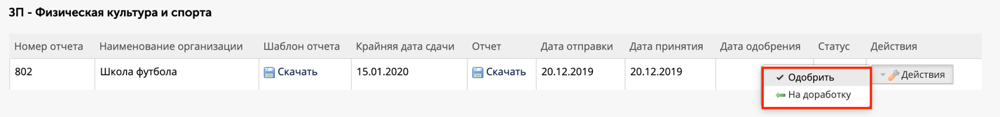 ЗП - Физическая культура и спорта
Номер отчета Наименование организации Шаблон отчета Крайняя дата сдачи Отчет Дата отправки Дата принятия Дата одобрения Статус Действия
802 Школа футбола Скачать 15.01.2020 Скачать 20.12.2019 20.12.2019 Действия
Одобрить
На доработку